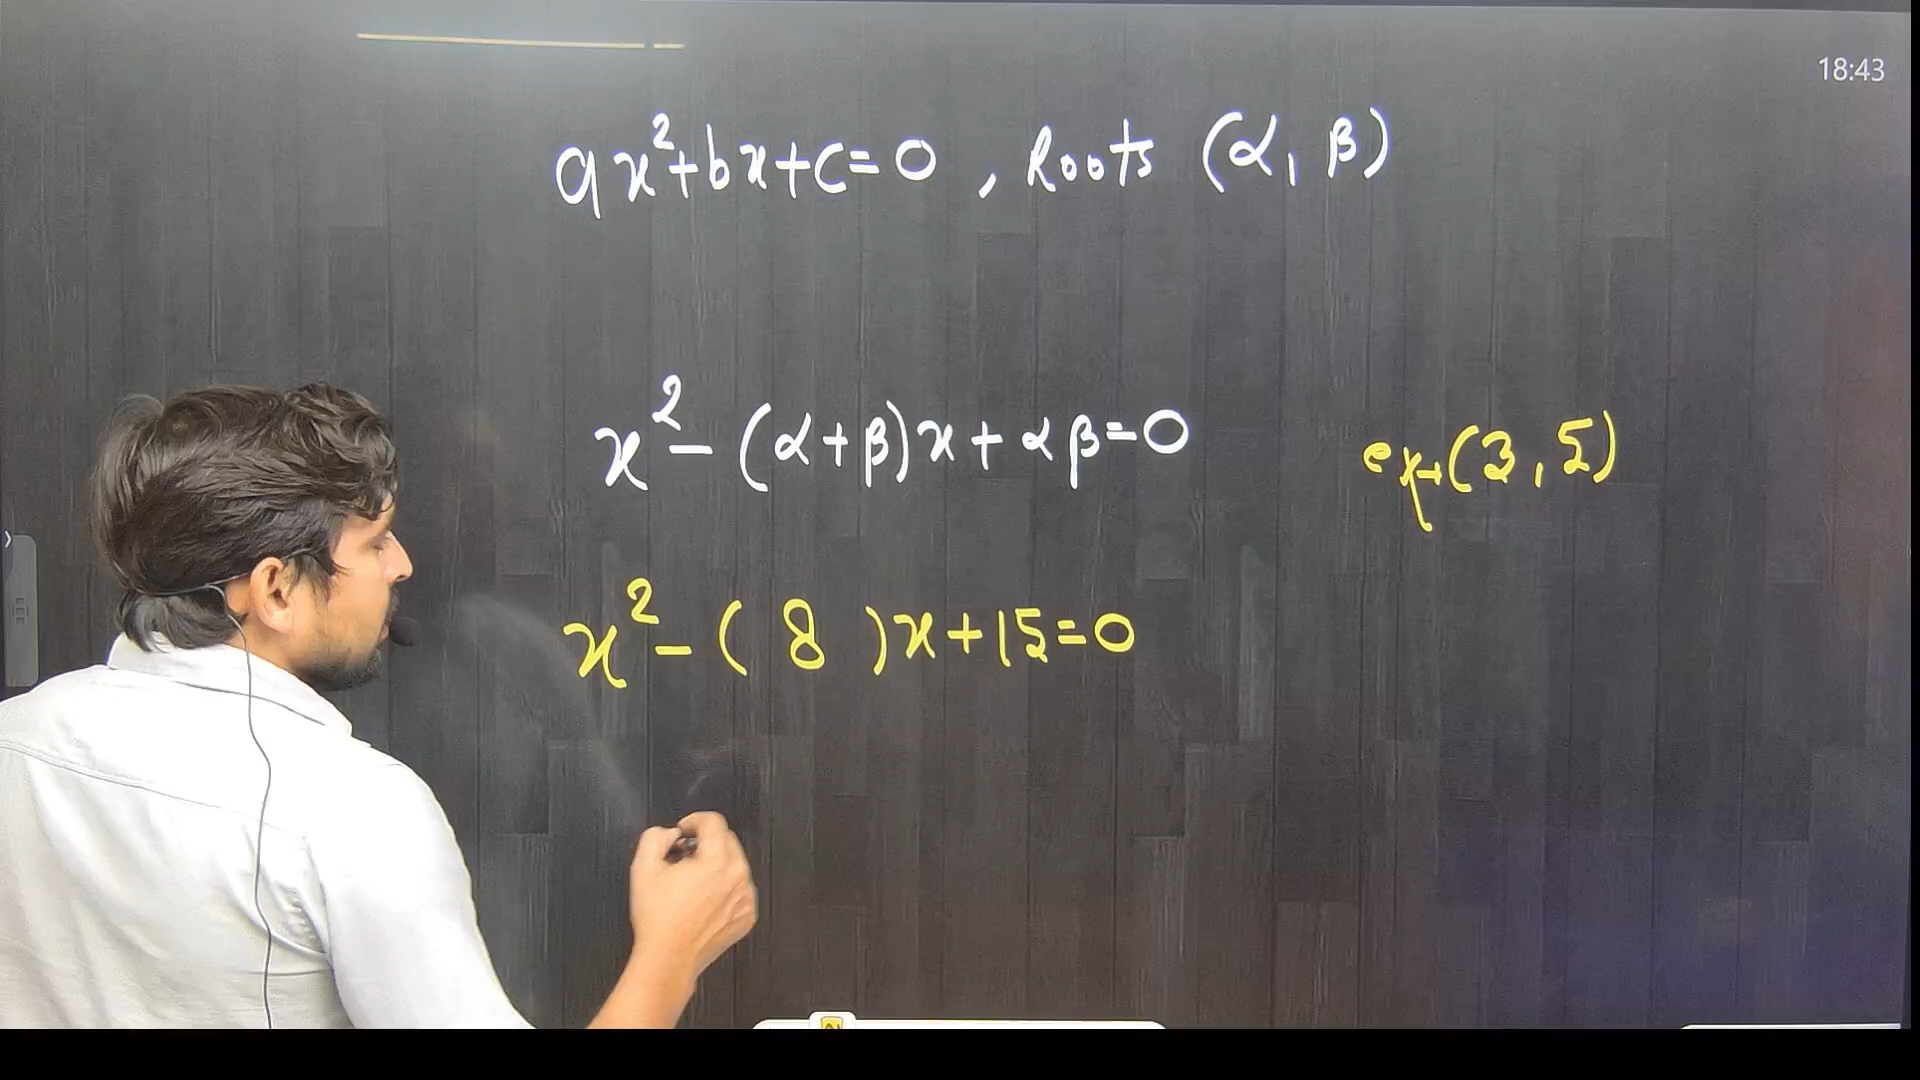 18:43
ax²+bx+c=0 , Roots (α, β)
x²-(α+β)x+αβ=0
ex→(3,5)
x²-( 8 )x+15=0